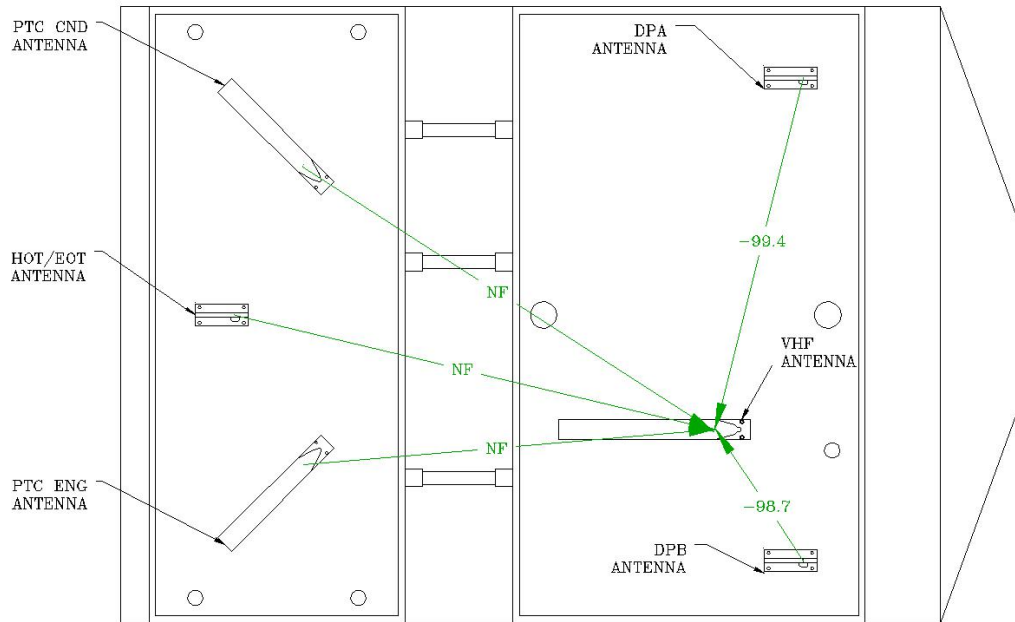 PTC CND
ANTENNA
DPA
ANTENNA
-99.4
HOT/EOT
ANTENNA
NF
VHF
ANTENNA
NF
NF
PTC ENG
ANTENNA
-98.7
DPB
ANTENNA